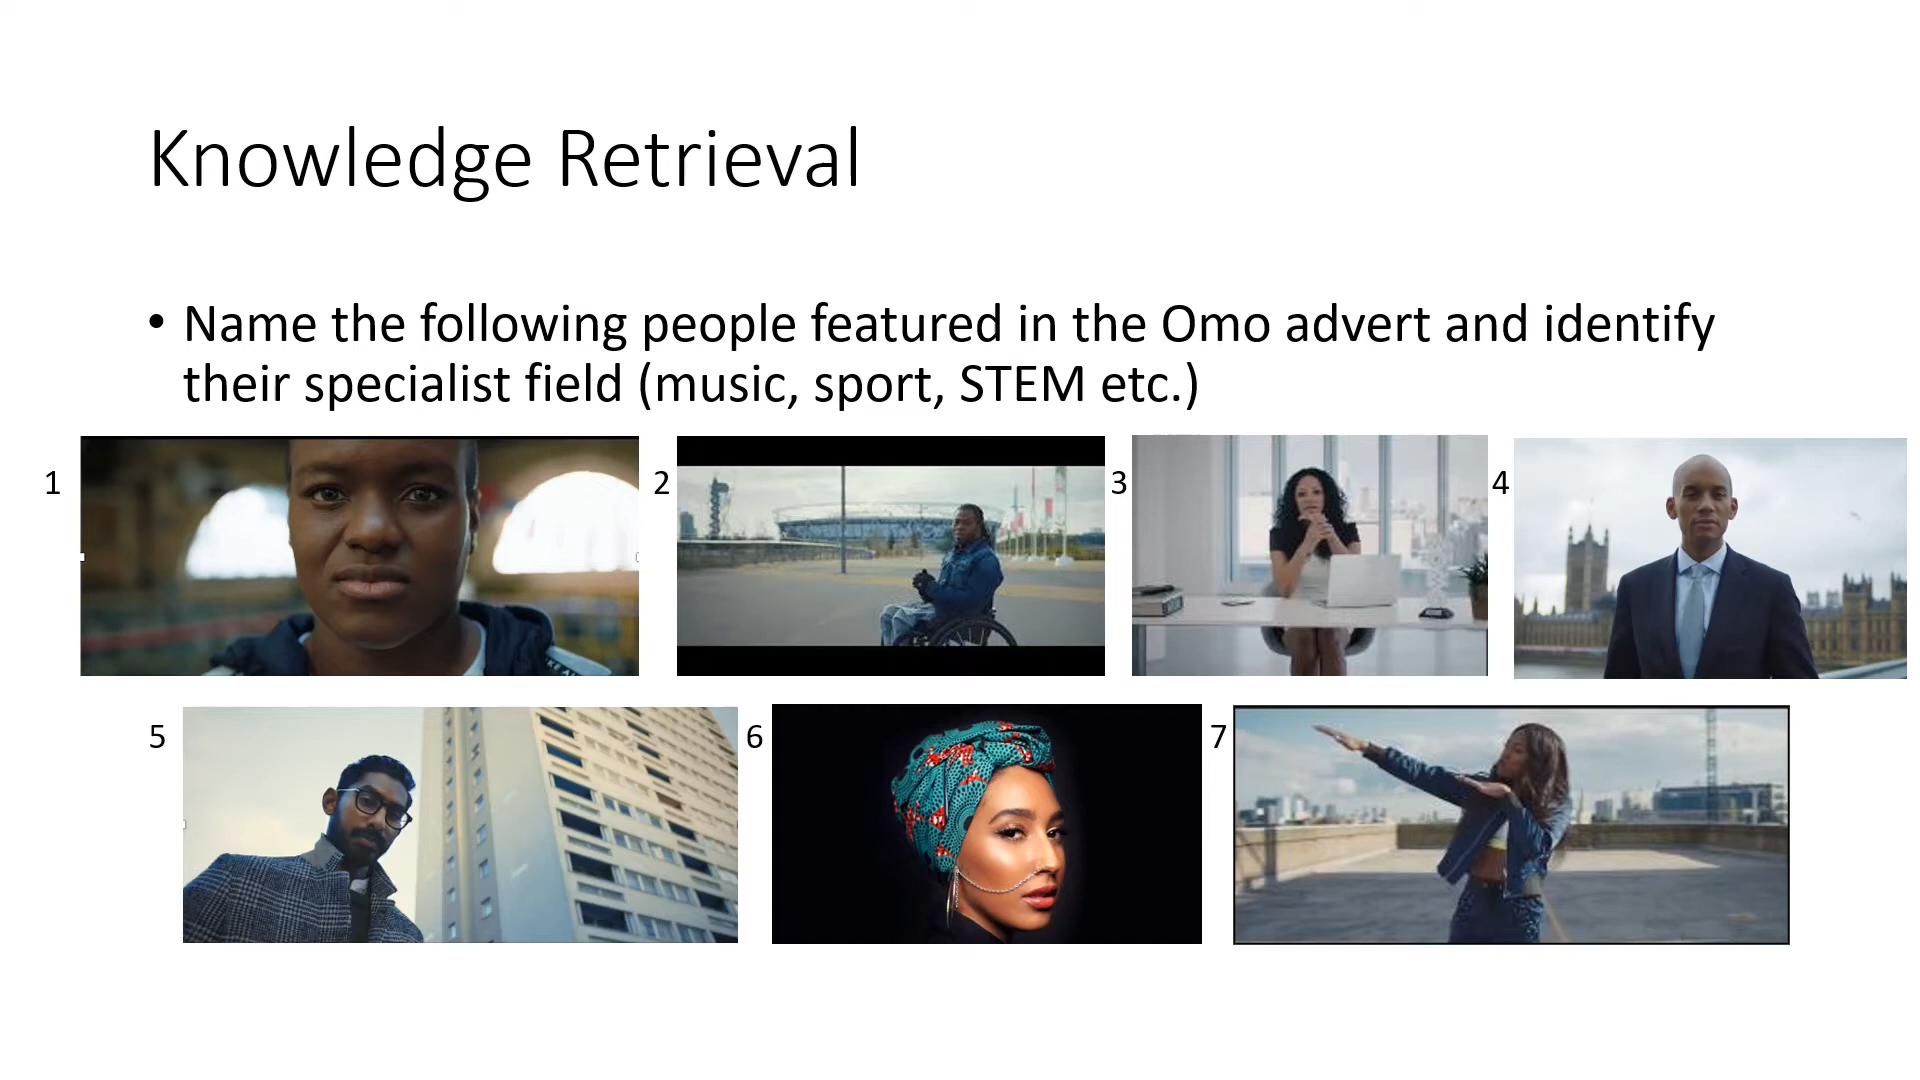 Knowledge Retrieval
• Name the following people featured in the Omo advert and identify
their specialist field (music, sport, STEM etc.)
1
2
3
4
5
6
7